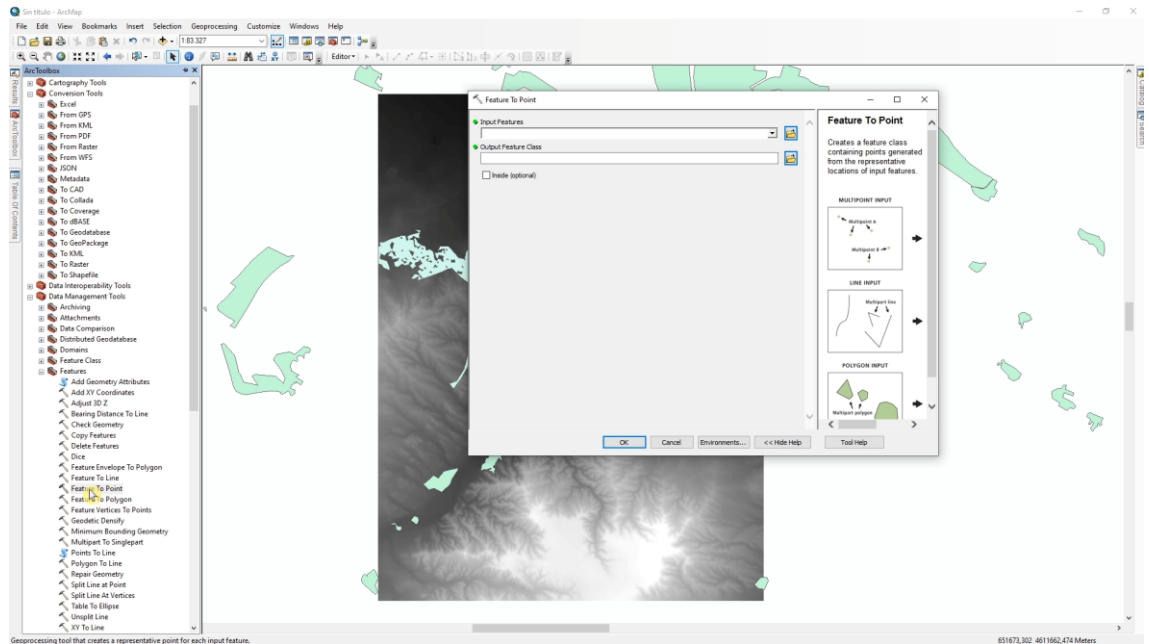 Sin título - ArcMap
File Edit View Bookmarks Insert Selection Geoprocessing Customize Windows Help
1:83.327
Editor
ArcToolbox
Results
ArcToolbox
Table Of Contents
Catalog
Search
Cartography Tools
Conversion Tools
Excel
From GPS
From KML
From PDF
From Raster
From WFS
JSON
Metadata
To CAD
To Collada
To Coverage
To dBASE
To Geodatabase
To GeoPackage
To KML
To Raster
To Shapefile
Data Interoperability Tools
Data Management Tools
Archiving
Attachments
Data Comparison
Distributed Geodatabase
Domains
Feature Class
Features
Add Geometry Attributes
Add XY Coordinates
Adjust 3D Z
Bearing Distance To Line
Check Geometry
Copy Features
Delete Features
Dice
Feature Envelope To Polygon
Feature To Line
Feature To Point
Feature To Polygon
Feature Vertices To Points
Geodetic Densify
Minimum Bounding Geometry
Multipart To Singlepart
Points To Line
Polygon To Line
Repair Geometry
Split Line at Point
Split Line At Vertices
Table To Ellipse
Unsplit Line
XY To Line
Feature To Point
Input Features
Output Feature Class
Inside (optional)
OK Cancel Environments... << Hide Help Tool Help
Feature To Point
Creates a feature class
containing points generated
from the representative
locations of input features.
MULTIPOINT INPUT
Multipoint A
Multipoint B
LINE INPUT
Multipart line
POLYGON INPUT
Multipart polygon
Geoprocessing tool that creates a representative point for each input feature.
651673,302 4611662,474 Meters